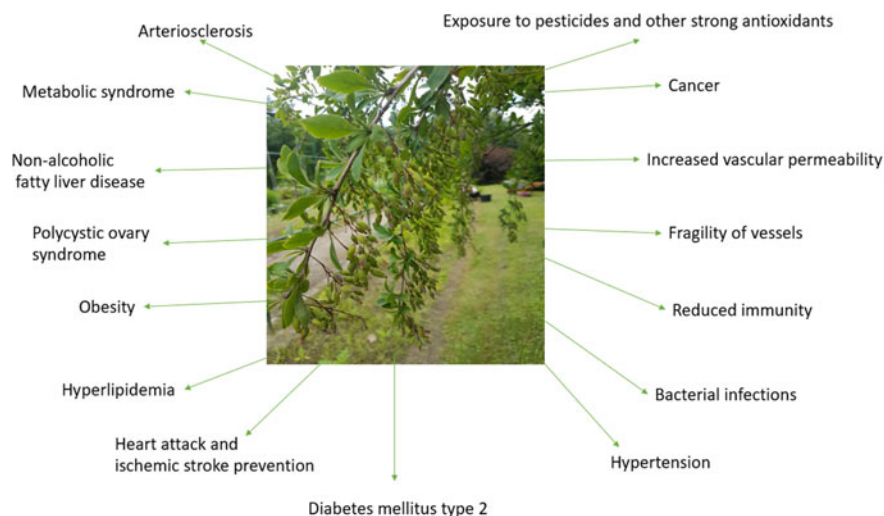 Arteriosclerosis
Metabolic syndrome
Non-alcoholic
fatty liver disease
Polycystic ovary
syndrome
Obesity
Hyperlipidemia
Heart attack and
ischemic stroke prevention
Diabetes mellitus type 2
Exposure to pesticides and other strong antioxidants
Cancer
Increased vascular permeability
Fragility of vessels
Reduced immunity
Bacterial infections
Hypertension